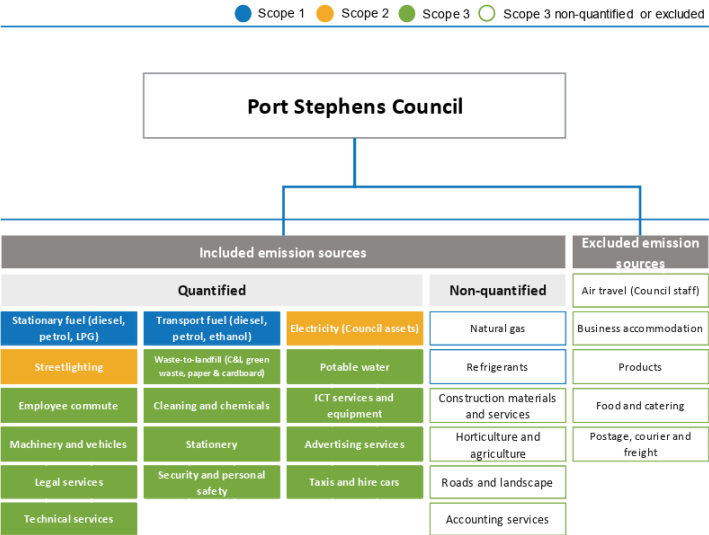 Scope 1 Scope 2 Scope 3 Scope 3 non-quantified or excluded
Port Stephens Council
Included emission sources
Excluded emission
sources
Quantified
Non-quantified
Air travel (Council staff)
Stationary fuel (diesel,
petrol, LPG)
Transport fuel (diesel,
petrol, ethanol)
Electricity (Council assets)
Natural gas
Business accommodation
Streetlighting
Waste-to-landfill (C&I, green
waste, paper & cardboard)
Potable water
Refrigerants
Products
Employee commute
Cleaning and chemicals
ICT services and
equipment
Construction materials
and services
Food and catering
Machinery and vehicles
Stationery
Advertising services
Horticulture and
agriculture
Postage, courier and
freight
Legal services
Security and personal
safety
Taxis and hire cars
Roads and landscape
Technical services
Accounting services